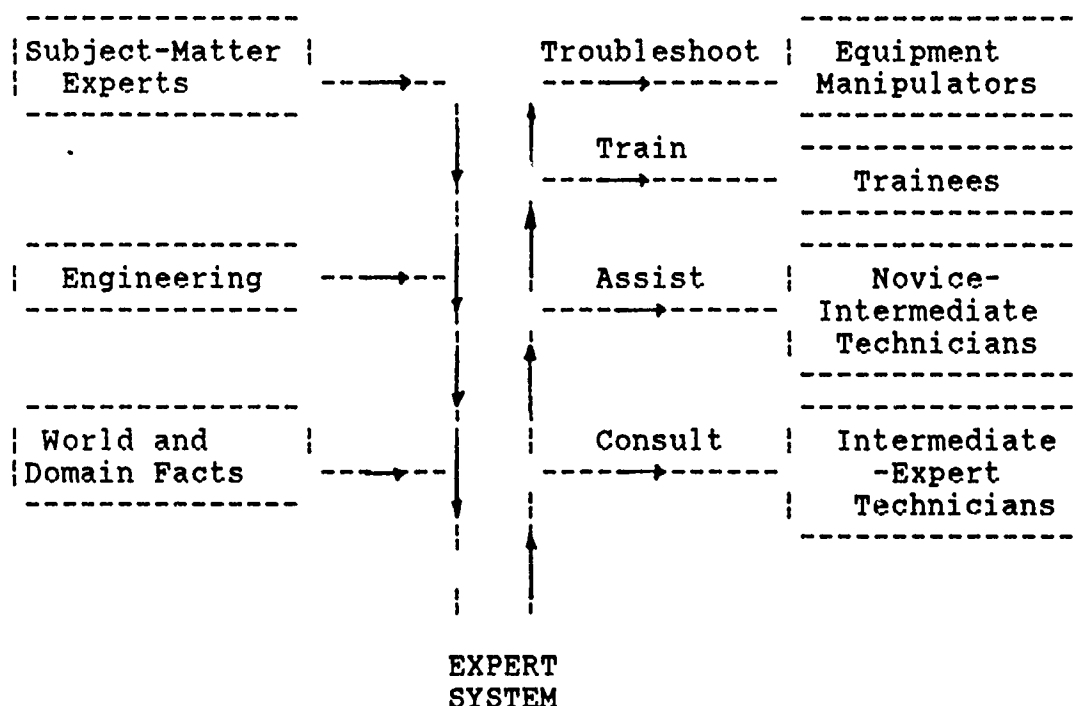 Subject-Matter
Experts
Engineering
World and
Domain Facts
Troubleshoot
Train
Assist
Consult
Equipment
Manipulators
Trainees
Novice-
Intermediate
Technicians
Intermediate
-Expert
Technicians
EXPERT
SYSTEM